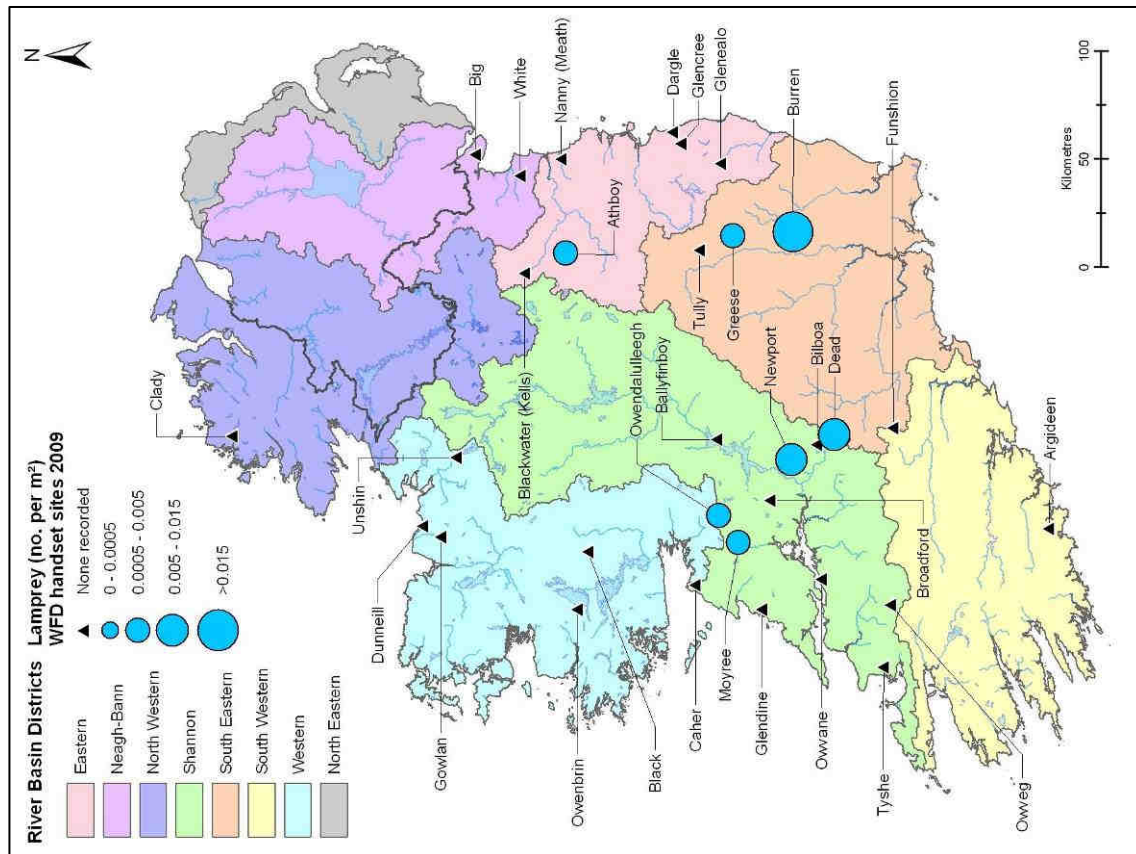 River Basin Districts
Eastern
Neagh-Bann
North Western
Shannon
South Eastern
South Western
Western
North Eastern
Lamprey (no. per m²)
WFD handset sites 2009
None recorded
0 - 0.0005
0.0005 - 0.005
0.005 - 0.015
>0.015
N
Clady
Big
White
Nanny (Meath)
Dargle
Glencree
Glenealo
Burren
Funshion
Athboy
Unshin
Dunneill
Gowlan
Blackwater (Kells)
Tully
Greese
Owendalulleegh
Ballyfinboy
Newport
Bilboa
Dead
Owenbrin
Black
Caher
Moyree
Glendine
Owvane
Tyshe
Owveg
Broadford
Argideen
0
50
100
Kilometres